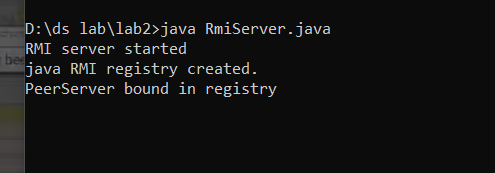 D:\ds lab\lab2>java RmiServer.java
RMI server started
java RMI registry created.
PeerServer bound in registry